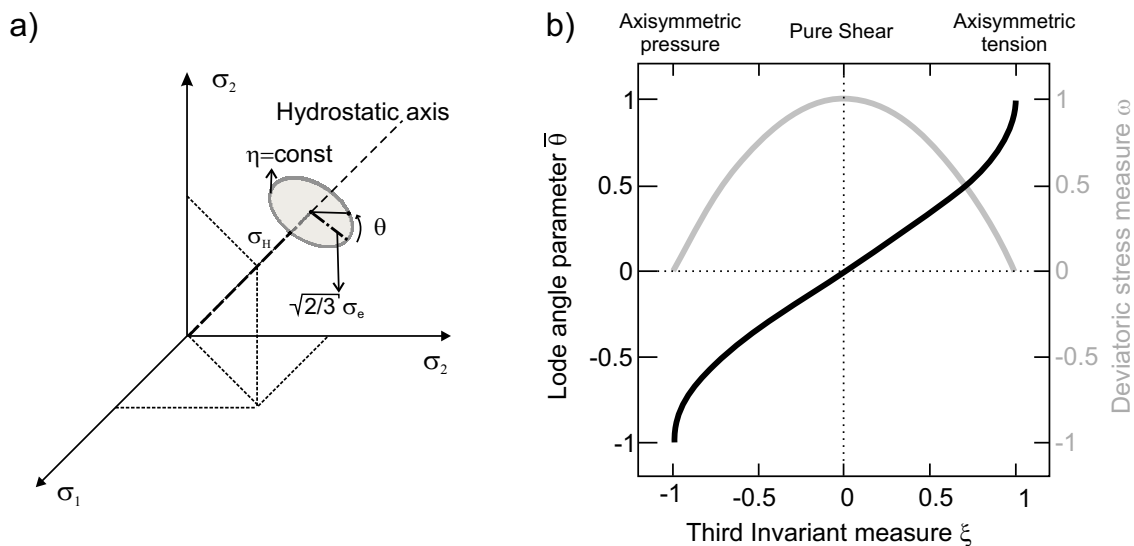 a)
σ₂
Hydrostatic axis
η=const
θ
σ_H
√2/3 σ_e
σ₂
σ₁
b)
Axisymmetric
pressure
Pure Shear
Axisymmetric
tension
Lode angle parameter θ̅
1
0.5
0
-0.5
-1
1
0.5
0
-0.5
-1
Deviatoric stress measure ω
-1
-0.5
0
0.5
1
Third Invariant measure ξ